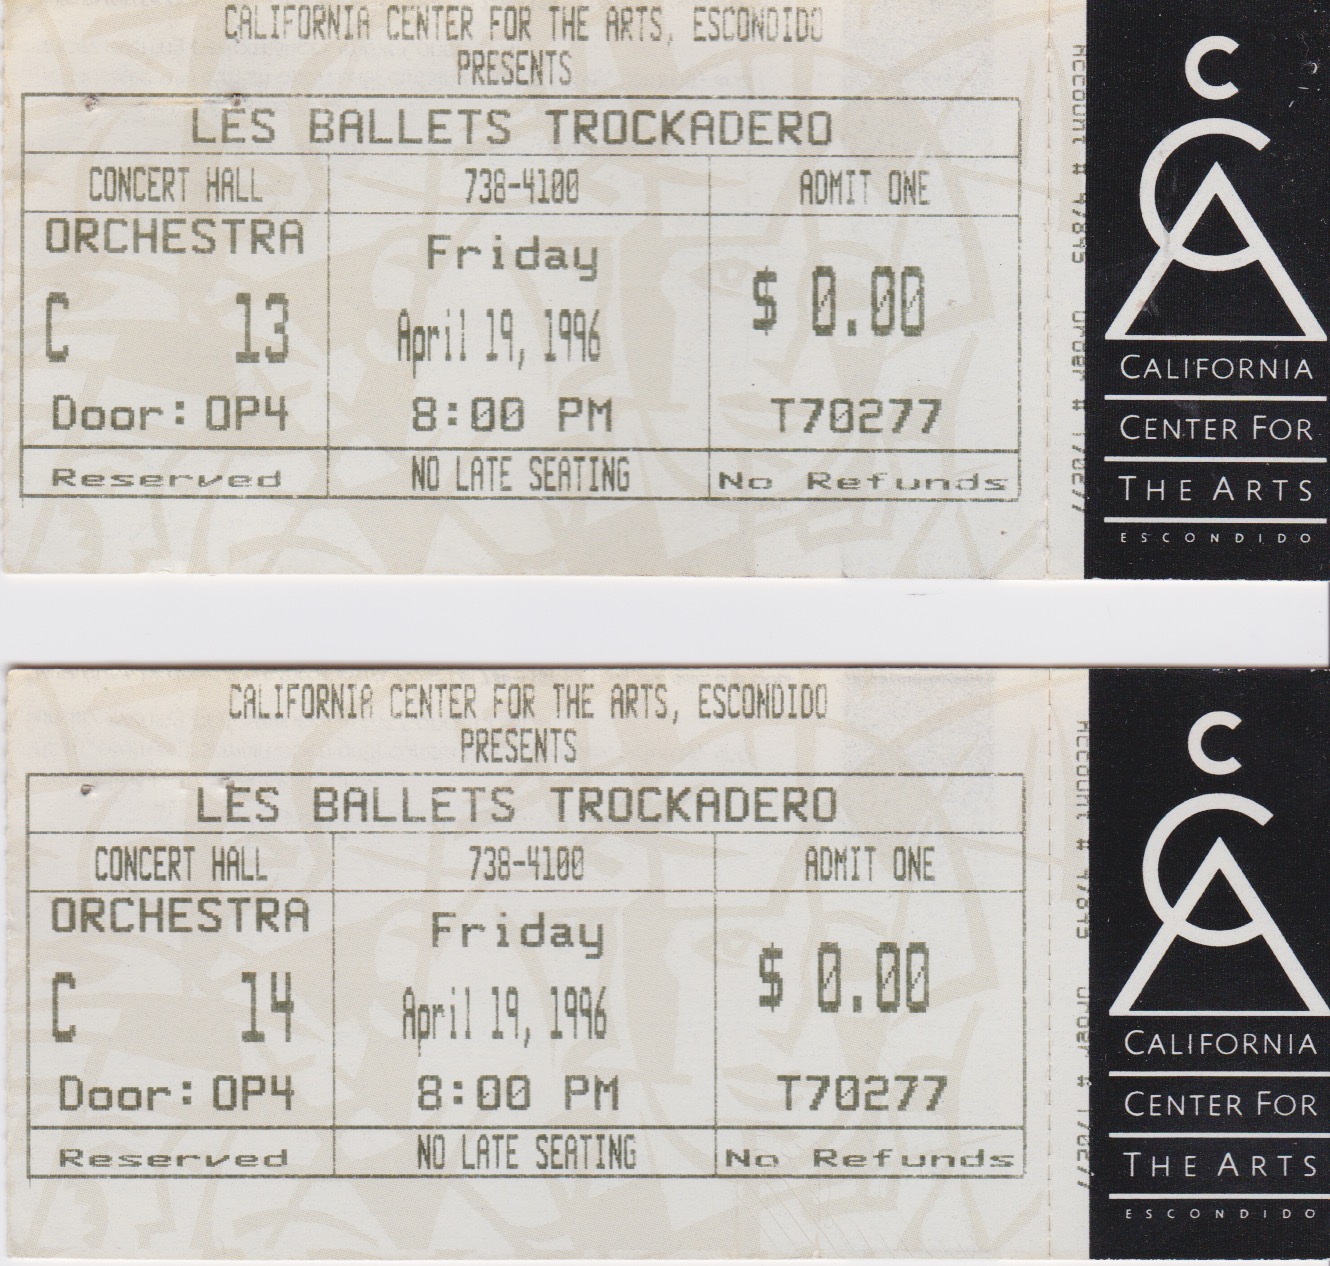 CALIFORNIA CENTER FOR THE ARTS, ESCONDIDO
PRESENTS
LES BALLETS TROCKADERO
CONCERT HALL 738-4100 ADMIT ONE
ORCHESTRA
Friday
$ 0.00
C 13
April 19, 1996
Door: OP4 8:00 PM T70277
Reserved NO LATE SEATING No Refunds
C
CA
CALIFORNIA
CENTER FOR
THE ARTS
ESCONDIDO
CALIFORNIA CENTER FOR THE ARTS, ESCONDIDO
PRESENTS
LES BALLETS TROCKADERO
CONCERT HALL 738-4100 ADMIT ONE
ORCHESTRA
Friday
$ 0.00
C 14
April 19, 1996
Door: OP4 8:00 PM T70277
Reserved NO LATE SEATING No Refunds
C
CA
CALIFORNIA
CENTER FOR
THE ARTS
ESCONDIDO